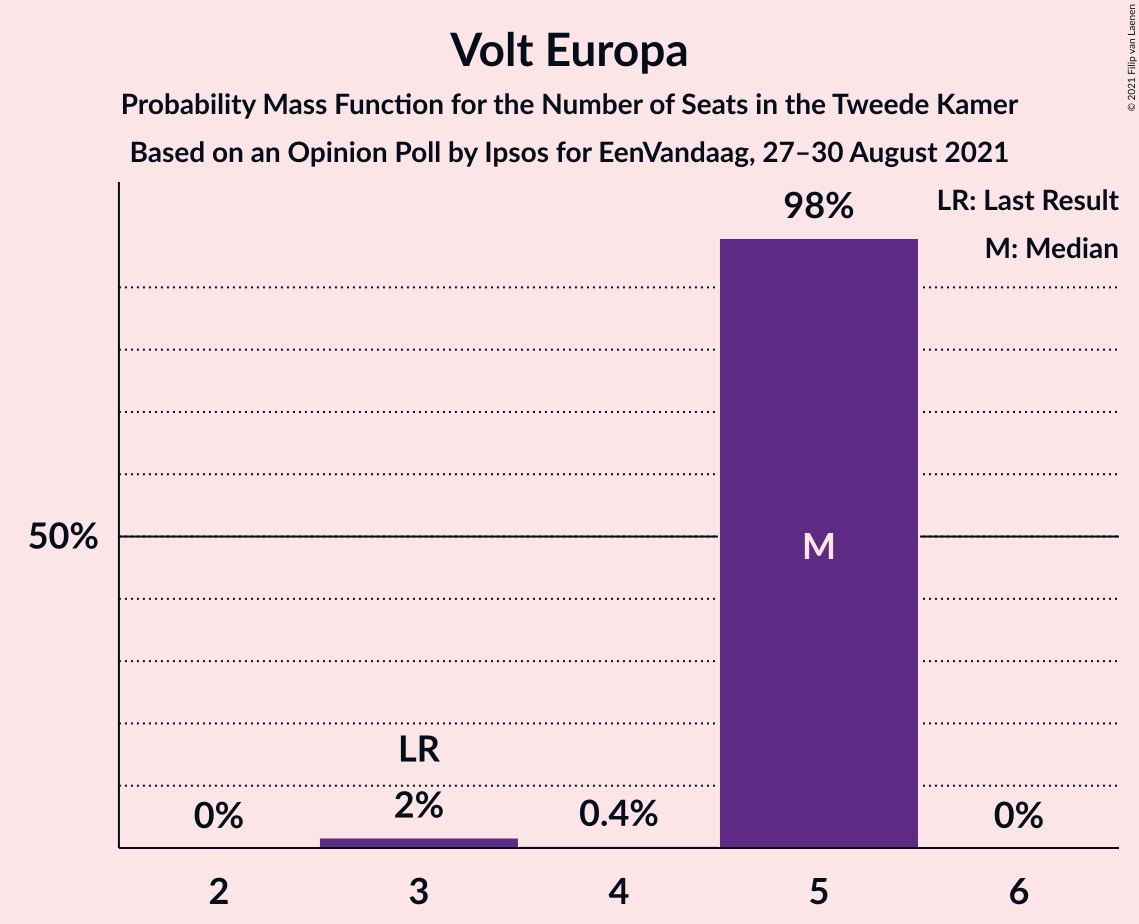 Volt Europa
Probability Mass Function for the Number of Seats in the Tweede Kamer
Based on an Opinion Poll by Ipsos for EenVandaag, 27–30 August 2021
© 2021 Filip van Laenen
LR: Last Result
M: Median
98%
50%
M
LR
0%
2%
0.4%
0%
2
3
4
5
6